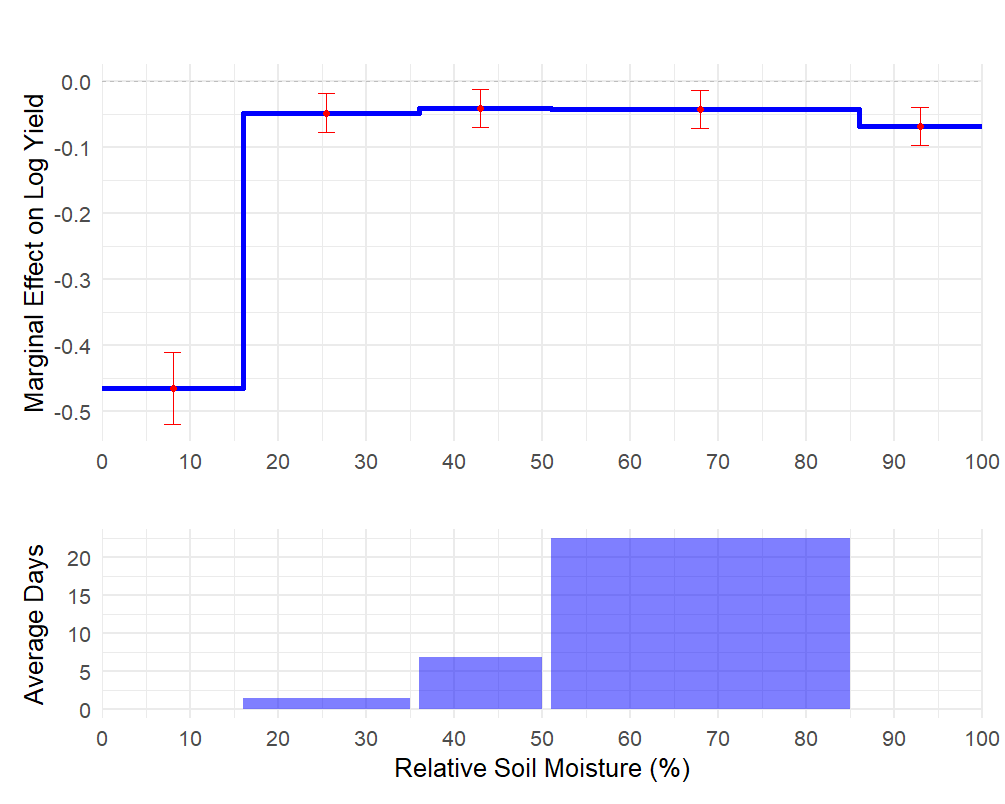 Marginal Effect on Log Yield
0.0
-0.1
-0.2
-0.3
-0.4
-0.5
0 10 20 30 40 50 60 70 80 90 100
Average Days
20
15
10
5
0
0 10 20 30 40 50 60 70 80 90 100
Relative Soil Moisture (%)